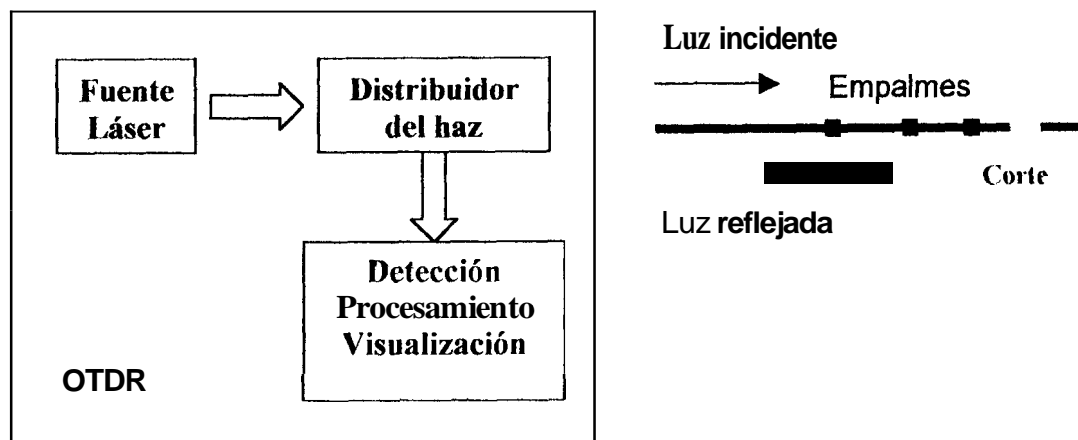 Fuente
Láser
Distribuidor
del haz
Detección
Procesamiento
Visualización
OTDR
Luz incidente
Empalmes
Corte
Luz reflejada